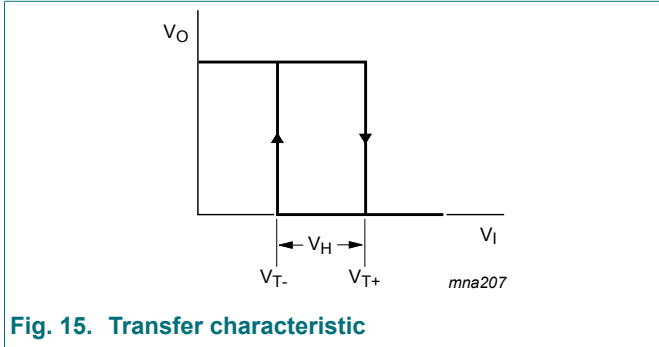 VO
VH
VI
VT-
VT+
mna207
Fig. 15. Transfer characteristic